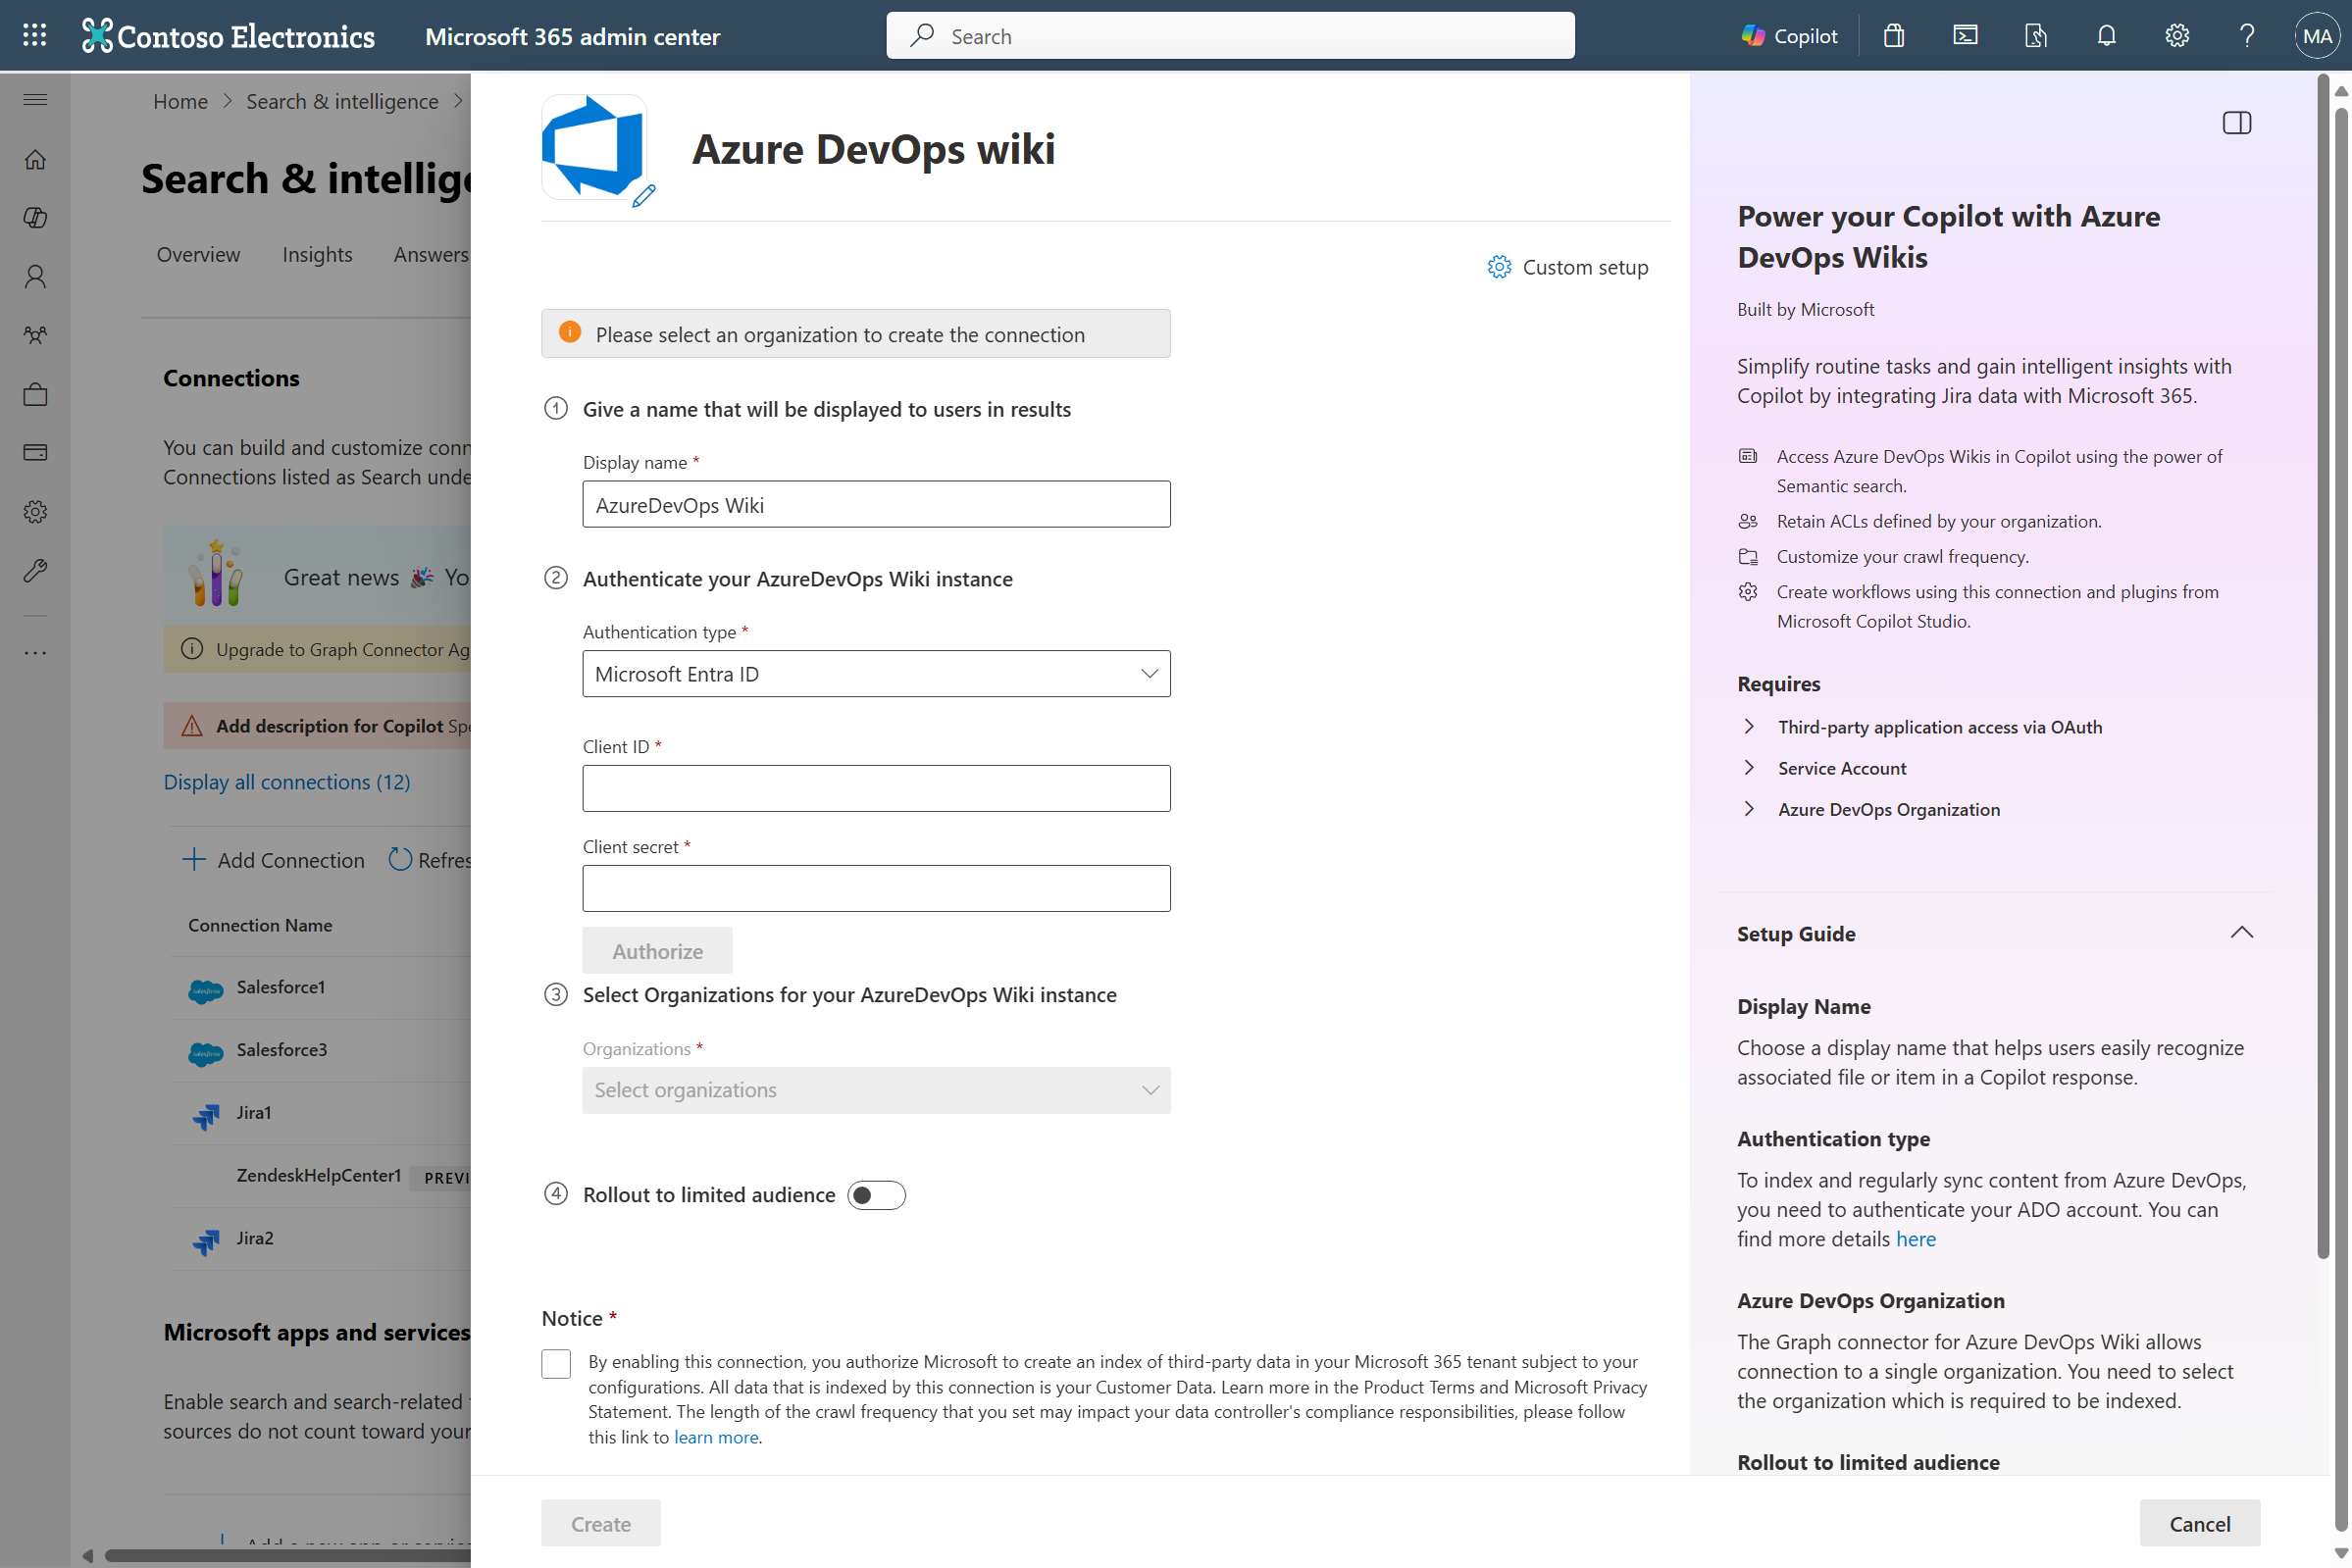 Contoso Electronics
Microsoft 365 admin center
Search
Copilot
MA
Home > Search & intelligence >
Search & intellige
Overview
Insights
Answers
Connections
You can build and customize conn
Connections listed as Search unde
Great news 🎉 Yo
Upgrade to Graph Connector Ag
Add description for Copilot Spe
Display all connections (12)
Add Connection
Refres
Connection Name
Salesforce1
Salesforce3
Jira1
ZendeskHelpCenter1
PREVI
Jira2
Microsoft apps and services
Enable search and search-related
sources do not count toward your
Azure DevOps wiki
Custom setup
Please select an organization to create the connection
1 Give a name that will be displayed to users in results
Display name *
AzureDevOps Wiki
2 Authenticate your AzureDevOps Wiki instance
Authentication type *
Microsoft Entra ID
Client ID *
Client secret *
Authorize
3 Select Organizations for your AzureDevOps Wiki instance
Organizations *
Select organizations
4 Rollout to limited audience
Notice *
By enabling this connection, you authorize Microsoft to create an index of third-party data in your Microsoft 365 tenant subject to your
configurations. All data that is indexed by this connection is your Customer Data. Learn more in the Product Terms and Microsoft Privacy
Statement. The length of the crawl frequency that you set may impact your data controller's compliance responsibilities, please follow
this link to learn more.
Create
Cancel
Power your Copilot with Azure
DevOps Wikis
Built by Microsoft
Simplify routine tasks and gain intelligent insights with
Copilot by integrating Jira data with Microsoft 365.
Access Azure DevOps Wikis in Copilot using the power of
Semantic search.
Retain ACLs defined by your organization.
Customize your crawl frequency.
Create workflows using this connection and plugins from
Microsoft Copilot Studio.
Requires
Third-party application access via OAuth
Service Account
Azure DevOps Organization
Setup Guide
Display Name
Choose a display name that helps users easily recognize
associated file or item in a Copilot response.
Authentication type
To index and regularly sync content from Azure DevOps,
you need to authenticate your ADO account. You can
find more details here
Azure DevOps Organization
The Graph connector for Azure DevOps Wiki allows
connection to a single organization. You need to select
the organization which is required to be indexed.
Rollout to limited audience